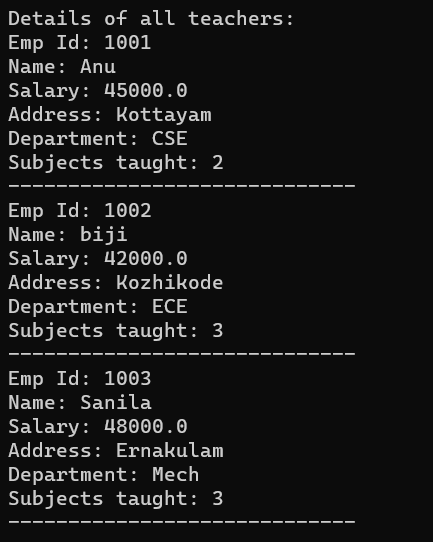 Details of all teachers:
Emp Id: 1001
Name: Anu
Salary: 45000.0
Address: Kottayam
Department: CSE
Subjects taught: 2
-----------------------------
Emp Id: 1002
Name: biji
Salary: 42000.0
Address: Kozhikode
Department: ECE
Subjects taught: 3
-----------------------------
Emp Id: 1003
Name: Sanila
Salary: 48000.0
Address: Ernakulam
Department: Mech
Subjects taught: 3
-----------------------------